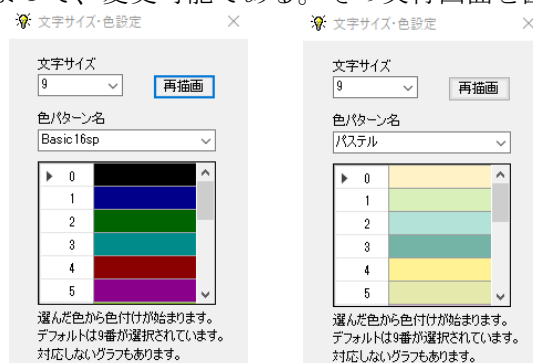 よして、変更可能である。その実行画面を図
文字サイズ・色設定
文字サイズ
9
再描画
色パターン名
Basic16sp
0
1
2
3
4
5
選んだ色から色付けが始まります。
デフォルトは9番が選択されています。
対応しないグラフもあります。
文字サイズ・色設定
文字サイズ
9
再描画
色パターン名
パステル
0
1
2
3
4
5
選んだ色から色付けが始まります。
デフォルトは9番が選択されています。
対応しないグラフもあります。